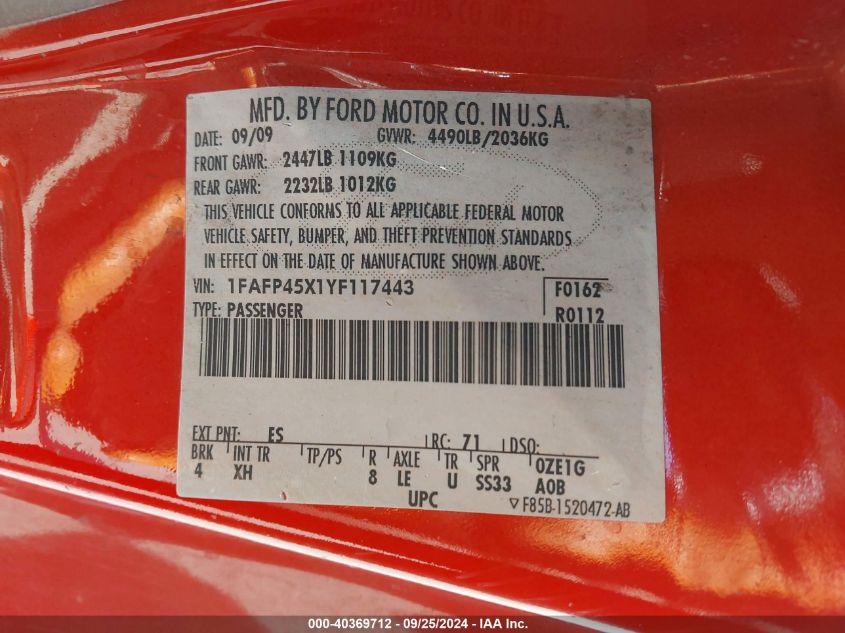 MFD. BY FORD MOTOR CO. IN U.S.A.
DATE: 09/09 GVWR: 4490LB/2036KG
FRONT GAWR: 2447LB 1109KG
REAR GAWR: 2232LB 1012KG
THIS VEHICLE CONFORMS TO ALL APPLICABLE FEDERAL MOTOR
VEHICLE SAFETY, BUMPER, AND THEFT PREVENTION STANDARDS
IN EFFECT ON THE DATE OF MANUFACTURE SHOWN ABOVE.
VIN: 1FAFP45X1YF117443 F0162
TYPE: PASSENGER R0112
EXT PNT: ES RC: 71 DSO:
BRK INT TR TP/PS R AXLE TR SPR OZE1G
4 XH 8 LE U SS33 AOB
UPC ▽F85B-1520472-AB
000-40369712 - 09/25/2024 - IAA Inc.